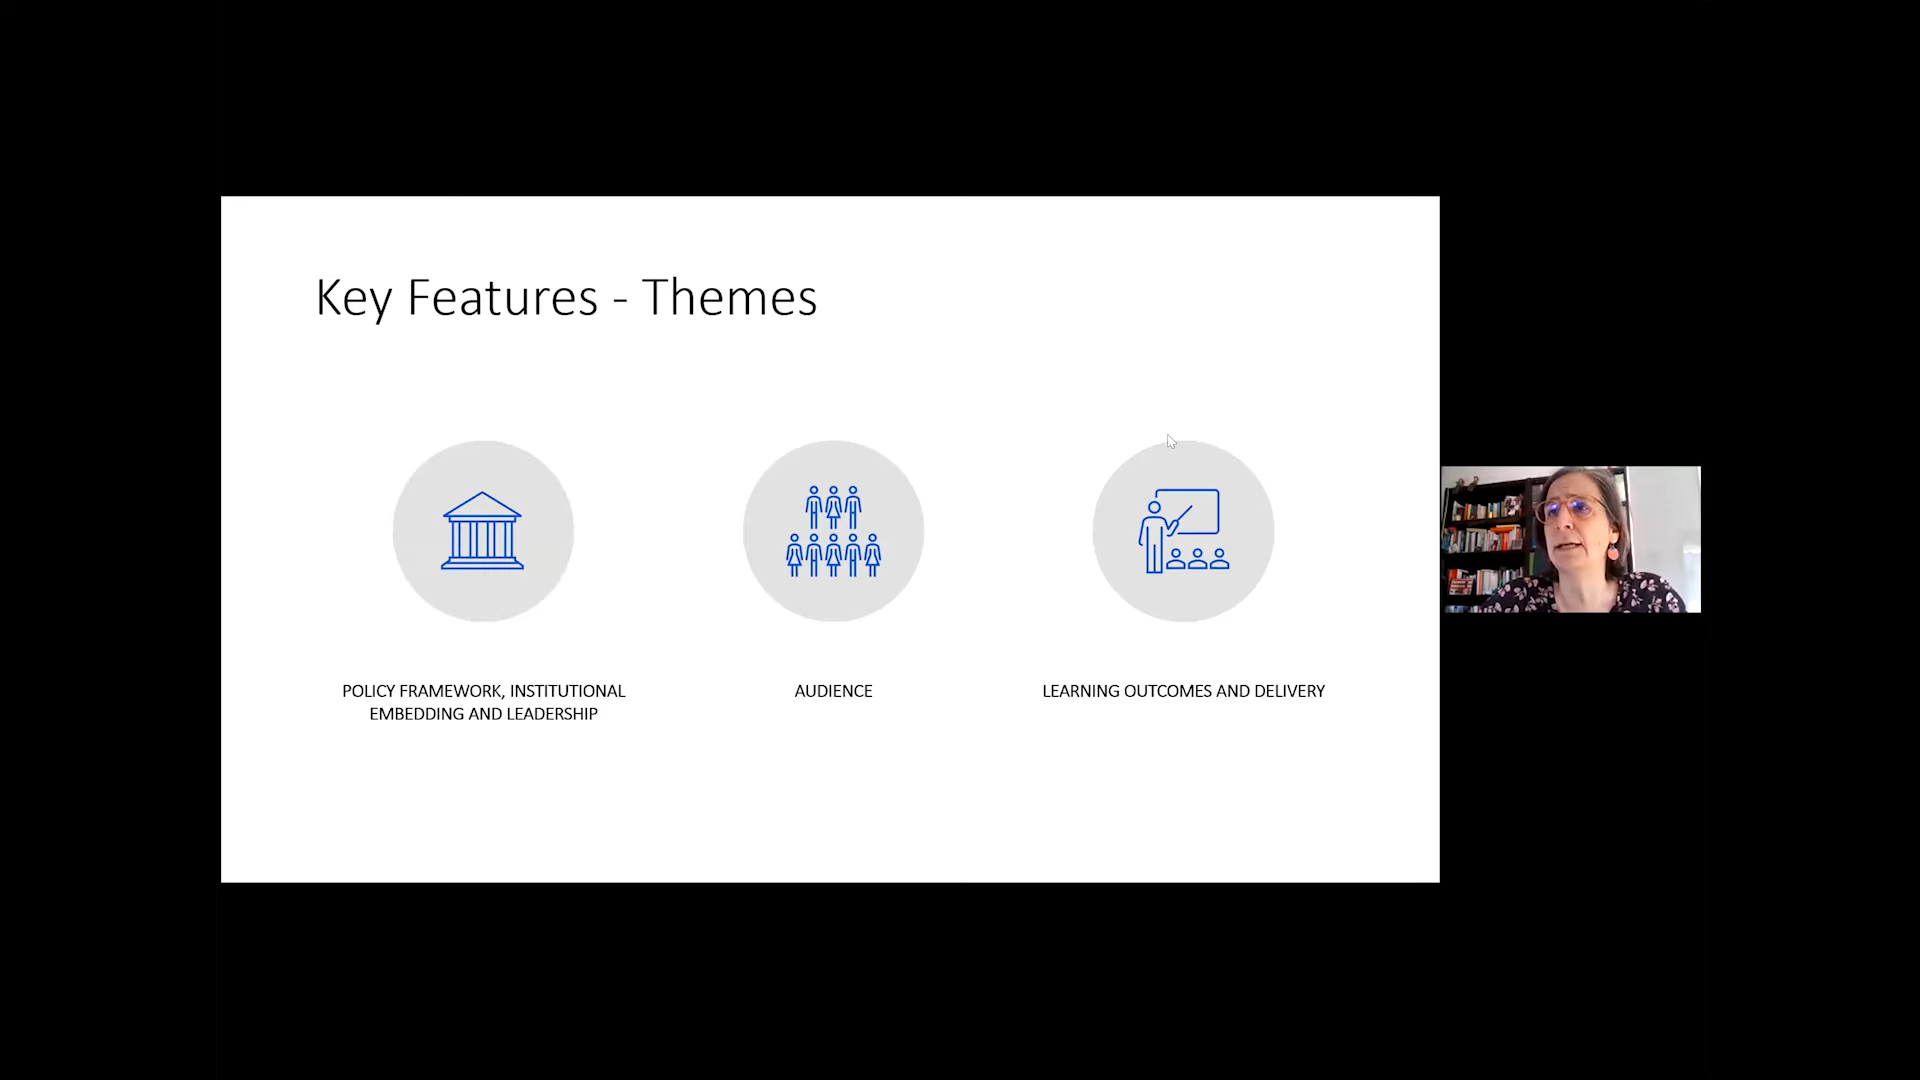 Key Features - Themes
POLICY FRAMEWORK, INSTITUTIONAL
EMBEDDING AND LEADERSHIP
AUDIENCE
LEARNING OUTCOMES AND DELIVERY